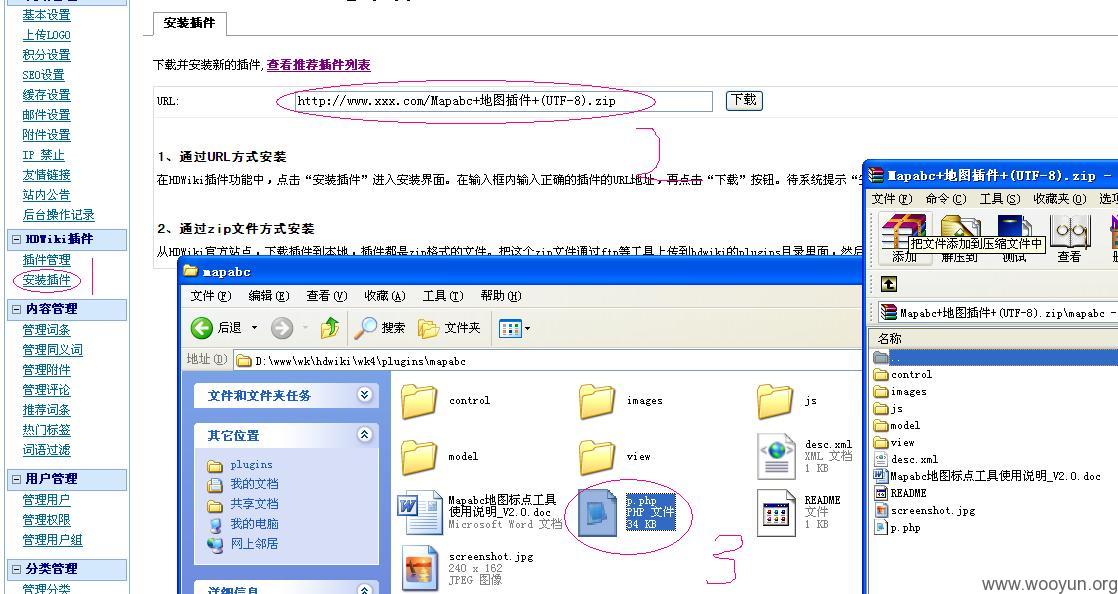 基本设置
上传LOGO
积分设置
SEO设置
缓存设置
邮件设置
附件设置
IP 禁止
友情链接
站内公告
后台操作记录
HDWiki插件
插件管理
安装插件
内容管理
管理词条
管理同义词
管理附件
管理评论
推荐词条
热门标签
词语过滤
用户管理
管理用户
管理权限
管理用户组
分类管理
管理分类
安装插件
下载并安装新的插件,查看推荐插件列表
URL:
http://www.xxx.com/Mapabc+地图插件+(UTF-8).zip
下载
1、通过URL方式安装
在HDWiki插件功能中，点击“安装插件”进入安装界面。在输入框内输入正确的插件的URL地址，再点击“下载”按钮。待系统提示“
2、通过zip文件方式安装
从HDWiki官方站点，下载插件到本地，插件都是zip格式的文件。把这个zip文件通过ftp等工具上传到hdwiki的plugins目录里面，然后
3
mapabc
文件(F) 编辑(E) 查看(V) 收藏(A) 工具(T) 帮助(H)
后退 搜索 文件夹
地址(D) D:\www\wk\hdwiki\wk4\plugins\mapabc
文件和文件夹任务
其它位置
plugins
我的文档
共享文档
我的电脑
网上邻居
详细信息
control
images
js
model
view
desc.xml
XML 文档
1 KB
Mapabc地图标点工具
使用说明_V2.0.doc
Microsoft Word 文档
p.php
PHP 文件
34 KB
README
文件
1 KB
screenshot.jpg
240 x 162
JPEG 图像
Mapabc+地图插件+(UTF-8).zip -
文件(F) 命令(C) 工具(S) 收藏夹(O) 选项
添加 解压到 测试 查看
把文件添加到压缩文件中
Mapabc+地图插件+(UTF-8).zip\mapabc -
名称
..
control
images
js
model
view
desc.xml
Mapabc地图标点工具使用说明_V2.0.doc
README
screenshot.jpg
p.php
www.wooyun.org